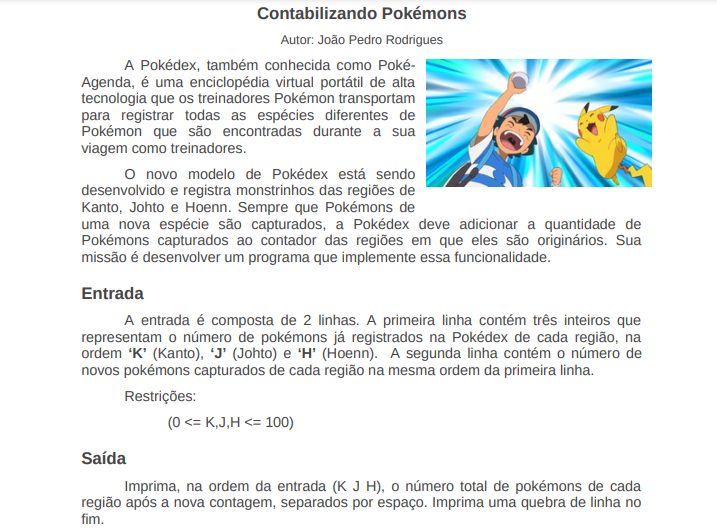 Contabilizando Pokémons
Autor: João Pedro Rodrigues
A Pokédex, também conhecida como Poké-
Agenda, é uma enciclopédia virtual portátil de alta
tecnologia que os treinadores Pokémon transportam
para registrar todas as espécies diferentes de
Pokémon que são encontradas durante a sua
viagem como treinadores.
O novo modelo de Pokédex está sendo
desenvolvido e registra monstrinhos das regiões de
Kanto, Johto e Hoenn. Sempre que Pokémons de
uma nova espécie são capturados, a Pokédex deve adicionar a quantidade de
Pokémons capturados ao contador das regiões em que eles são originários. Sua
missão é desenvolver um programa que implemente essa funcionalidade.
Entrada
A entrada é composta de 2 linhas. A primeira linha contém três inteiros que
representam o número de pokémons já registrados na Pokédex de cada região, na
ordem ‘K’ (Kanto), ‘J’ (Johto) e ‘H’ (Hoenn). A segunda linha contém o número de
novos pokémons capturados de cada região na mesma ordem da primeira linha.
Restrições:
(0 <= K,J,H <= 100)
Saída
Imprima, na ordem da entrada (K J H), o número total de pokémons de cada
região após a nova contagem, separados por espaço. Imprima uma quebra de linha no
fim.